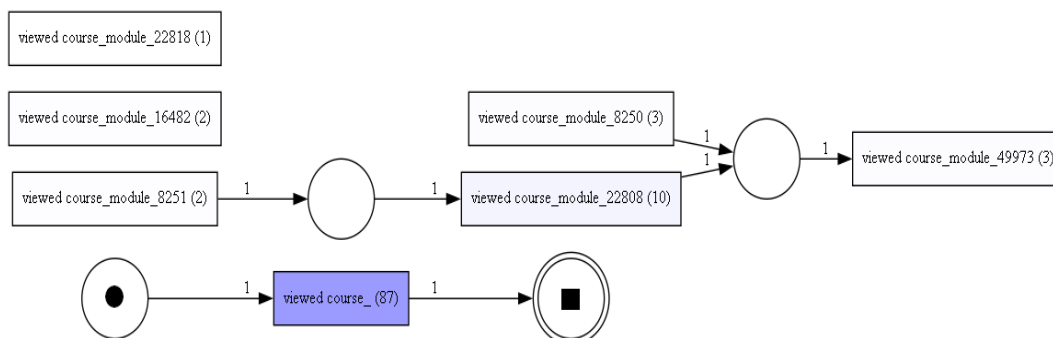 viewed course_module_22818 (1)
viewed course_module_16482 (2)
viewed course_module_8250 (3)
1
1
1
viewed course_module_49973 (3)
viewed course_module_8251 (2)
1
1
viewed course_module_22808 (10)
1
viewed course_ (87)
1